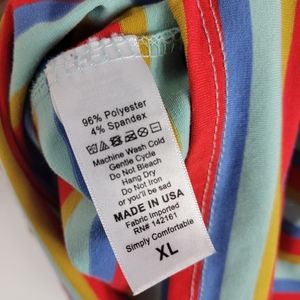 96% Polyester
4% Spandex
Machine Wash Cold
Gentle Cycle
Do Not Bleach
Hang Dry
Do Not Iron
or you'll be sad
MADE IN USA
Fabric Imported
RN# 142161
Simply Comfortable
XL